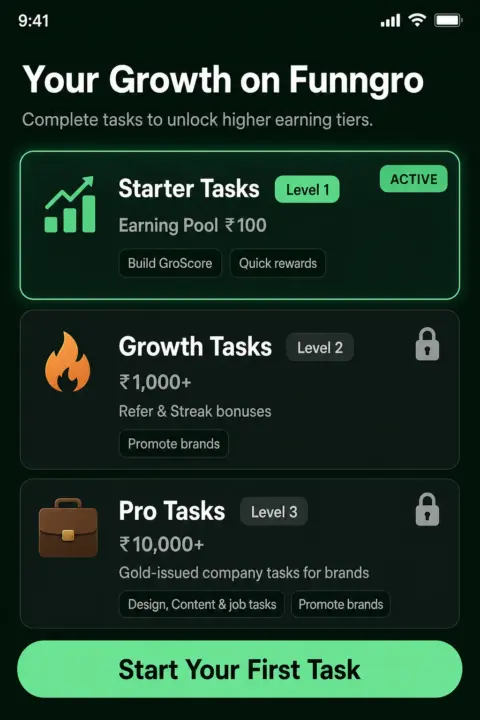 9:41
Your Growth on Funngro
Complete tasks to unlock higher earning tiers.
Starter Tasks Level 1 ACTIVE
Earning Pool ₹100
Build GroScore Quick rewards
Growth Tasks Level 2
₹1,000+
Refer & Streak bonuses
Promote brands
Pro Tasks Level 3
₹10,000+
Gold-issued company tasks for brands
Design, Content & job tasks Promote brands
Start Your First Task